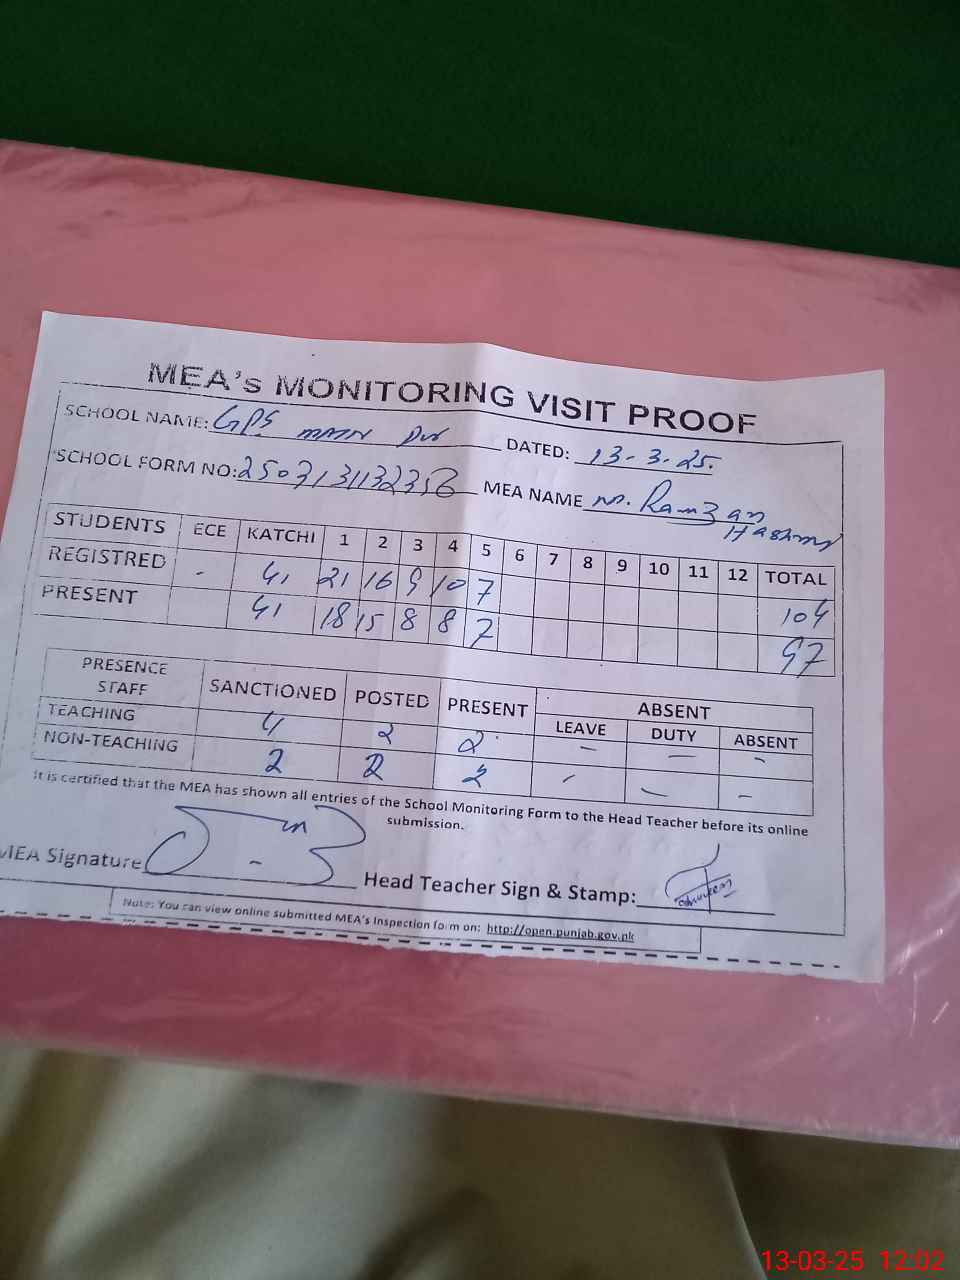 MEA's MONITORING VISIT PROOF
SCHOOL NAME: GPS MAIN DATED: 13-3-25.
SCHOOL FORM NO: MEA NAME M. Ramzan Hashmi
STUDENTS ECE KATCHI 1 2 3 4 5 6 7 8 9 10 11 12 TOTAL
REGISTRED - 41 21 16 9 10 7 104
PRESENT 41 18 15 8 8 7 97
PRESENCE STAFF SANCTIONED POSTED PRESENT ABSENT
LEAVE DUTY ABSENT
TEACHING 4 2 2 - - -
NON-TEACHING 2 2 2 - - -
it is certified that the MEA has shown all entries of the School Monitoring Form to the Head Teacher before its online
submission.
MEA Signature Head Teacher Sign & Stamp:
Note: You can view online submitted MEA's Inspection form on: http://open.punjab.gov.pk
13-03-25 12:02